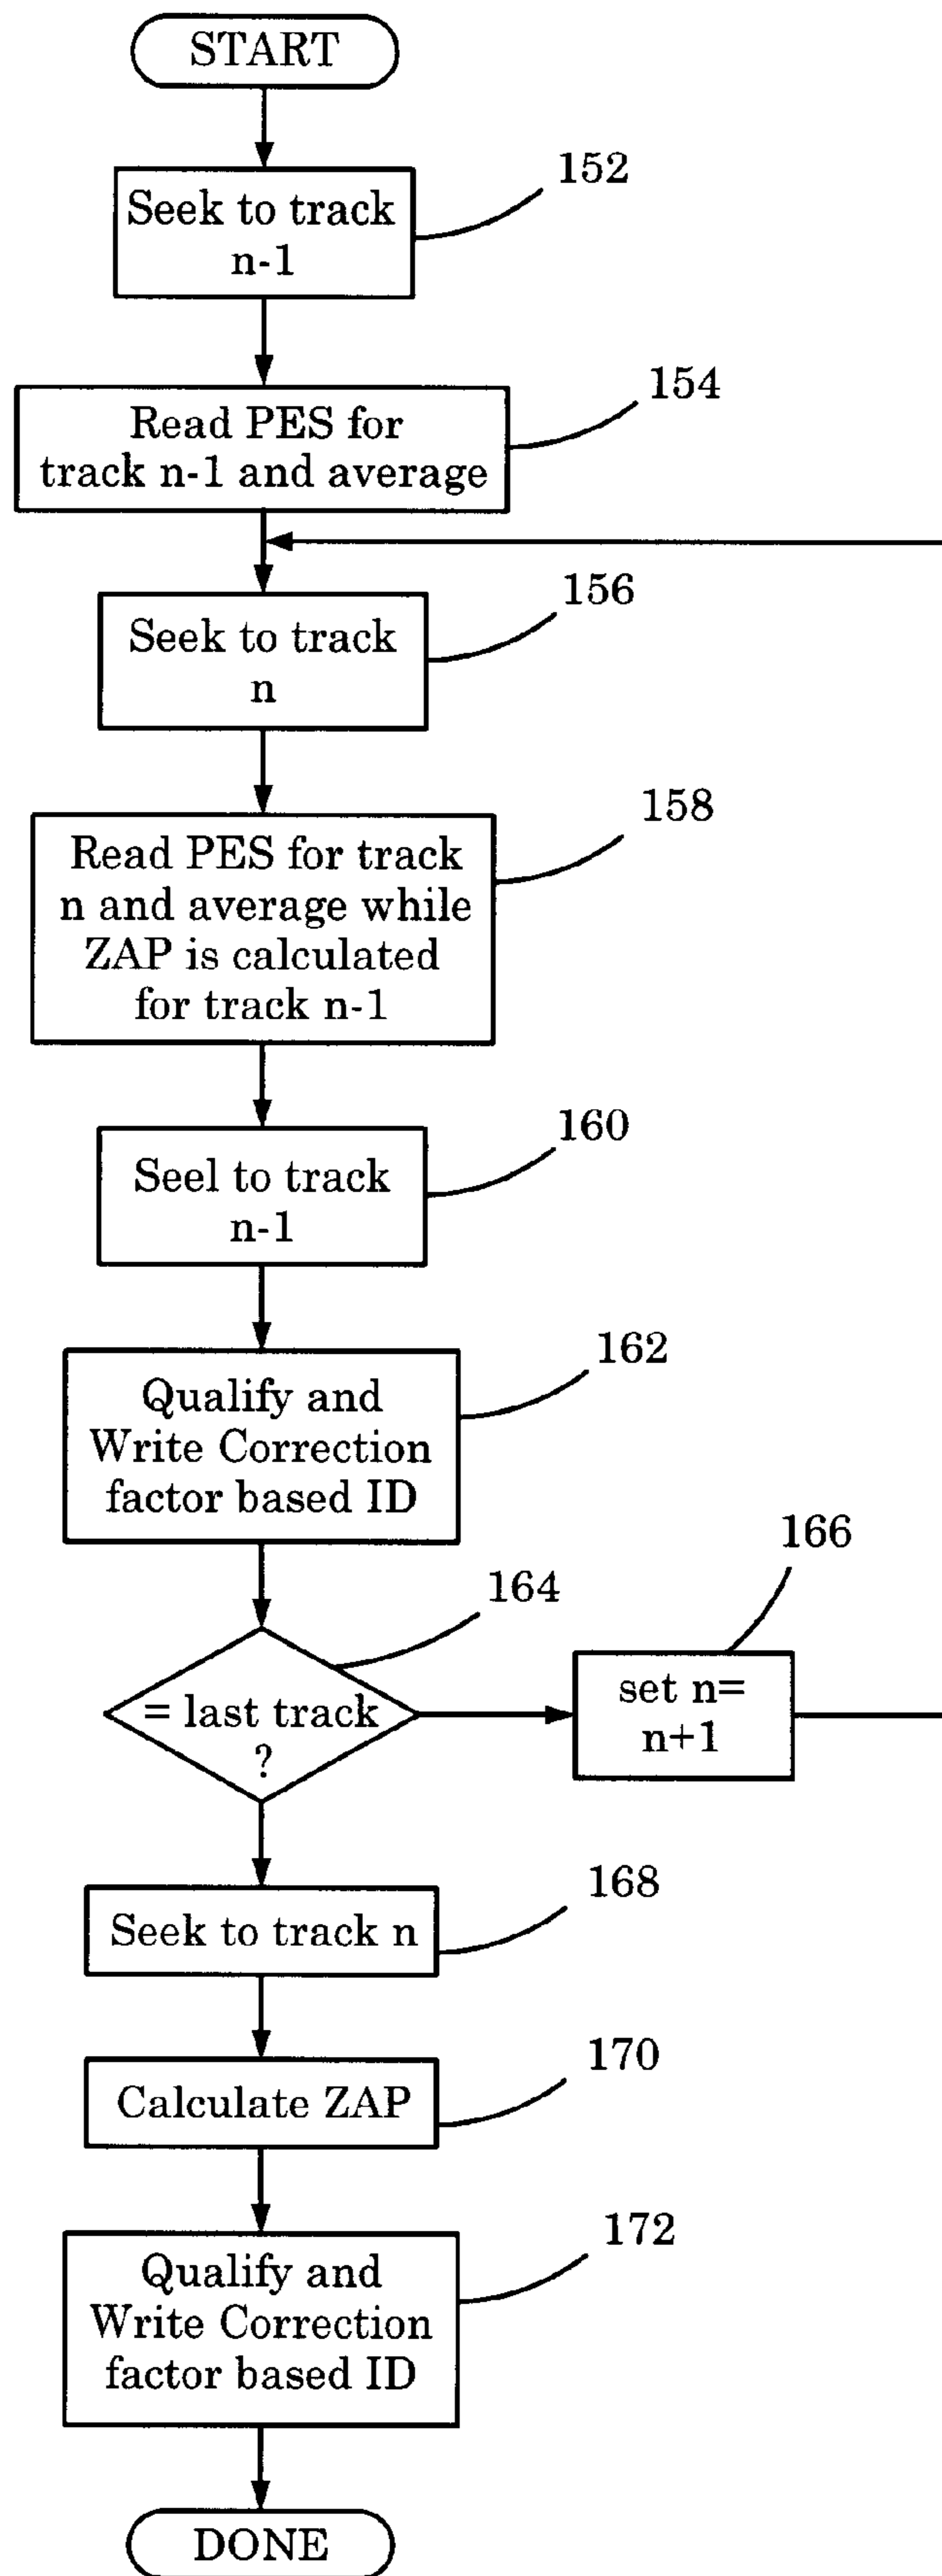 START
152
Seek to track
n-1
154
Read PES for
track n-1 and average
156
Seek to track
n
158
Read PES for track
n and average while
ZAP is calculated
for track n-1
160
Seel to track
n-1
162
Qualify and
Write Correction
factor based ID
164
= last track
?
166
set n=
n+1
168
Seek to track n
170
Calculate ZAP
172
Qualify and
Write Correction
factor based ID
DONE